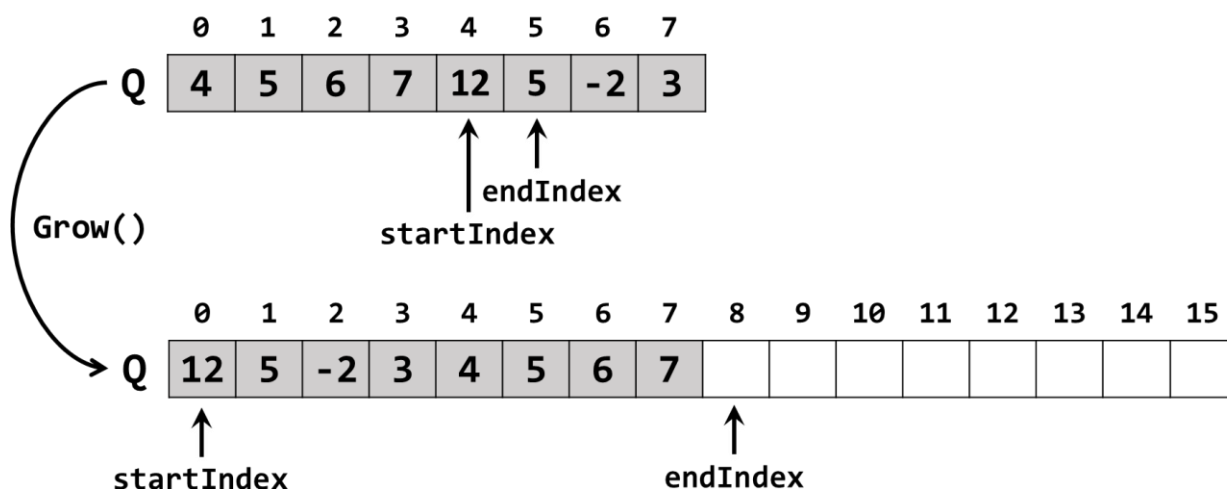 0 1 2 3 4 5 6 7
Q 4 5 6 7 12 5 -2 3
endIndex
Grow()
startIndex
0 1 2 3 4 5 6 7 8 9 10 11 12 13 14 15
Q 12 5 -2 3 4 5 6 7
startIndex endIndex